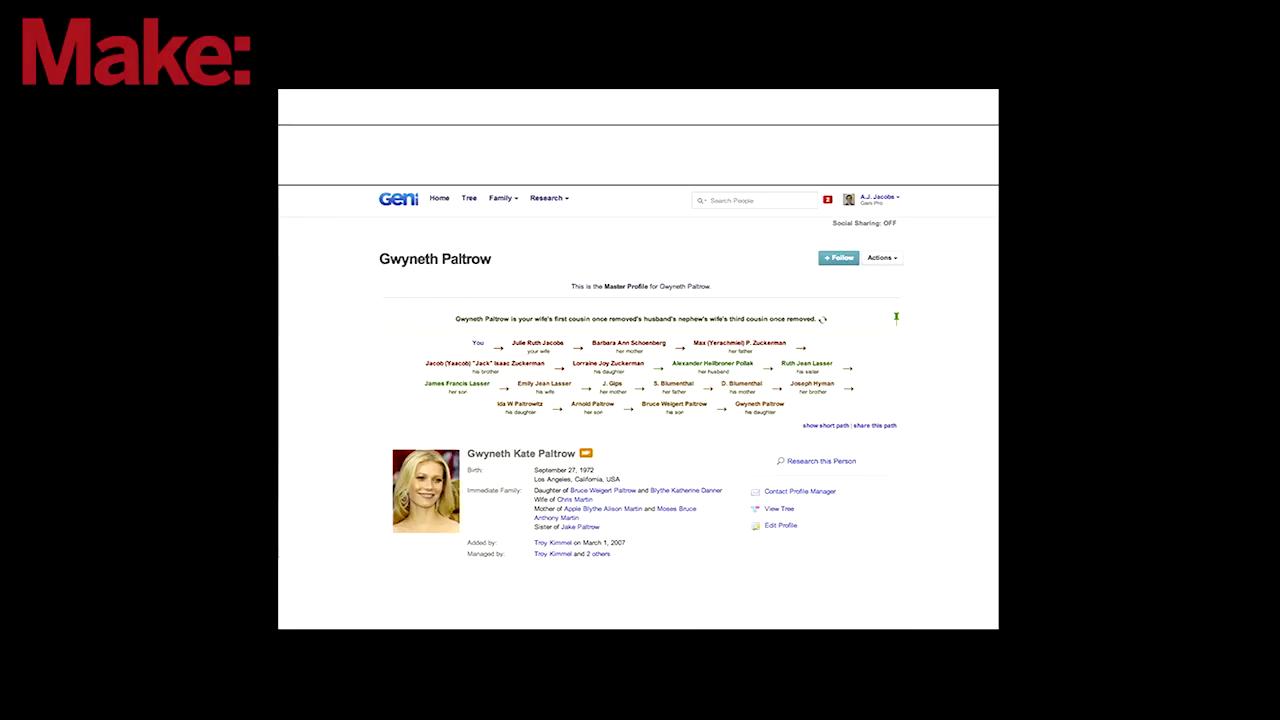 Make:
Geni Home Tree Family Research Search People 2 A.J. Jacobs
Geni Pro
Social Sharing: OFF
Gwyneth Paltrow + Follow Actions
This is the Master Profile for Gwyneth Paltrow.
Gwyneth Paltrow is your wife's first cousin once removed's husband's nephew's wife's third cousin once removed.
You → Julie Ruth Jacobs → Barbara Ann Schoenberg → Max (Yerachmiel) P. Zuckerman →
your wife her mother her father
Jacob (Yaacob) "Jack" Isaac Zuckerman → Lorraine Joy Zuckerman → Alexander Heilbroner Pollak → Ruth Jean Lasser →
his brother his daughter her husband his sister
James Francis Lasser → Emily Jean Lasser → J. Gips → S. Blumenthal → D. Blumenthal → Joseph Hyman →
her son his wife her mother her father his mother her brother
Ida W Paltrowitz → Arnold Paltrow → Bruce Weigert Paltrow → Gwyneth Paltrow
his daughter her son his son his daughter
show short path | share this path
Gwyneth Kate Paltrow MP
Birth: September 27, 1972
Los Angeles, California, USA
Immediate Family: Daughter of Bruce Weigert Paltrow and Blythe Katherine Danner
Wife of Chris Martin
Mother of Apple Blythe Alison Martin and Moses Bruce
Anthony Martin
Sister of Jake Paltrow
Added by: Troy Kimmel on March 1, 2007
Managed by: Troy Kimmel and 2 others
Research this Person
Contact Profile Manager
View Tree
Edit Profile